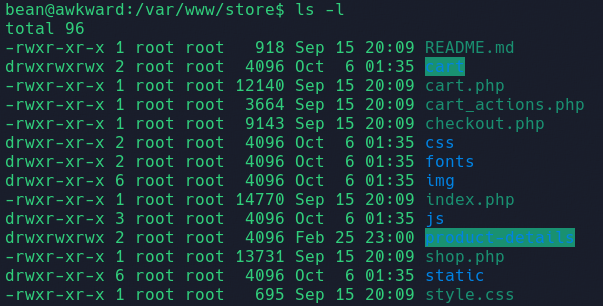 bean@awkward:/var/www/store$ ls -l
total 96
-rwxr-xr-x 1 root root   918 Sep 15 20:09 README.md
drwxrwxrwx 2 root root  4096 Oct  6 01:35 cart
-rwxr-xr-x 1 root root 12140 Sep 15 20:09 cart.php
-rwxr-xr-x 1 root root  3664 Sep 15 20:09 cart_actions.php
-rwxr-xr-x 1 root root  9143 Sep 15 20:09 checkout.php
drwxr-xr-x 2 root root  4096 Oct  6 01:35 css
drwxr-xr-x 2 root root  4096 Oct  6 01:35 fonts
drwxr-xr-x 6 root root  4096 Oct  6 01:35 img
-rwxr-xr-x 1 root root 14770 Sep 15 20:09 index.php
drwxr-xr-x 3 root root  4096 Oct  6 01:35 js
drwxrwxrwx 2 root root  4096 Feb 25 23:00 product-details
-rwxr-xr-x 1 root root 13731 Sep 15 20:09 shop.php
drwxr-xr-x 6 root root  4096 Oct  6 01:35 static
-rwxr-xr-x 1 root root   695 Sep 15 20:09 style.css